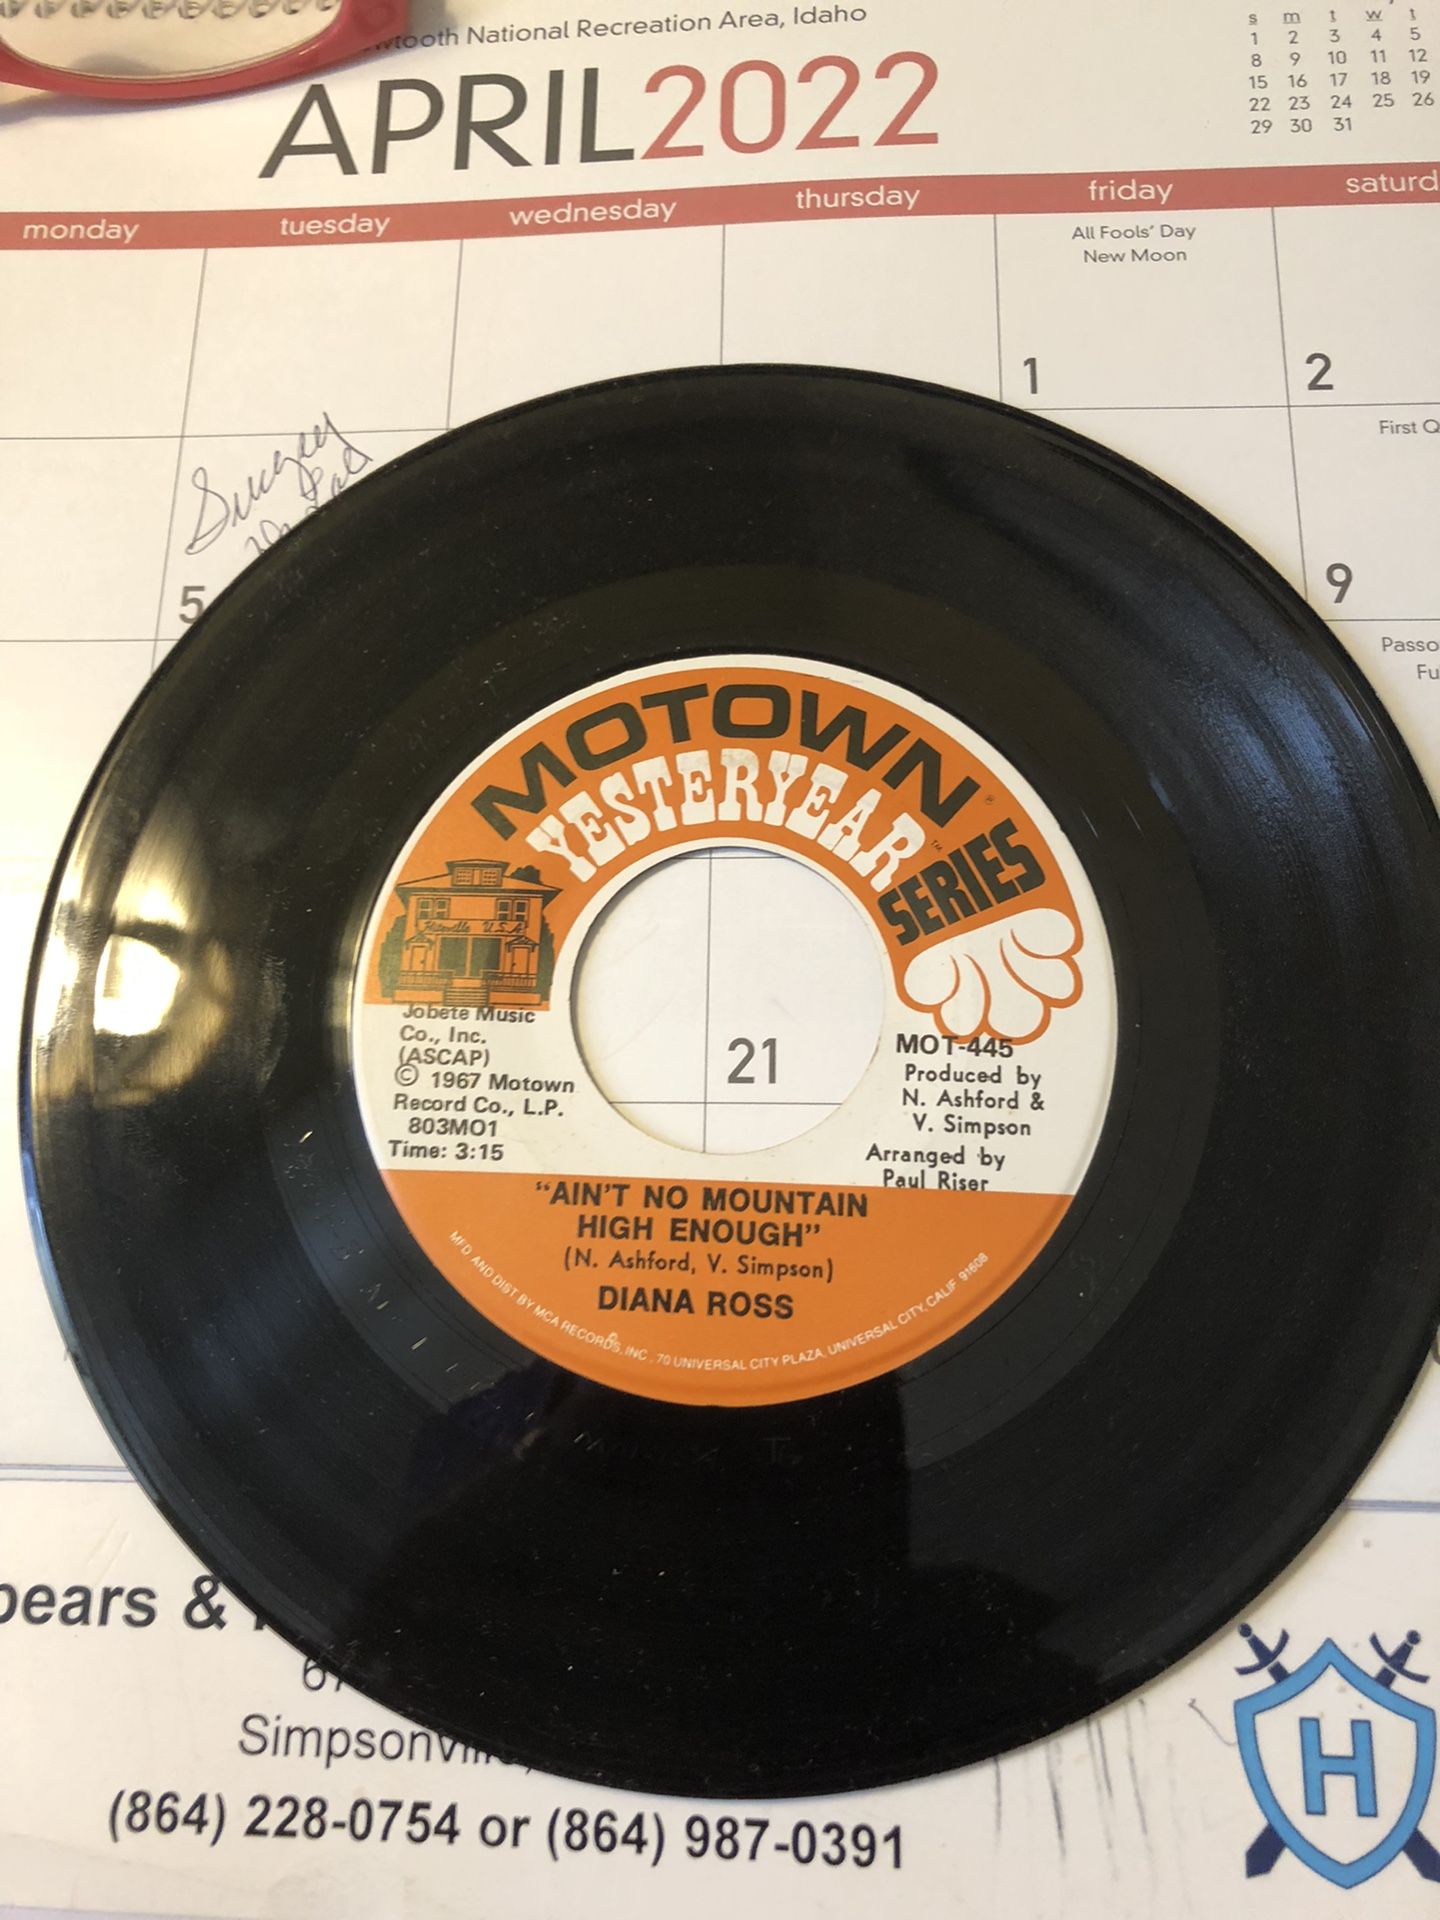 tooth National Recreation Area, Idaho
APRIL2022
s m t w t
1 2 3 4 5
8 9 10 11 12
15 16 17 18 19
22 23 24 25 26
29 30 31
monday tuesday wednesday thursday friday saturd
All Fools' Day
New Moon
1 2
First Q
5
9
Passo
Fu
MOTOWN®
YESTERYEAR™
SERIES
Hitsville U.S.A
Jobete Music
Co., Inc.
(ASCAP)
© 1967 Motown
Record Co., L.P.
803MO1
Time: 3:15
21
MOT-445
Produced by
N. Ashford &
V. Simpson
Arranged by
Paul Riser
"AIN'T NO MOUNTAIN
HIGH ENOUGH"
(N. Ashford, V. Simpson)
DIANA ROSS
MFD AND DIST. BY MCA RECORDS, INC. 70 UNIVERSAL CITY PLAZA, UNIVERSAL CITY, CALIF 91608
pears &
Simpsonvill
(864) 228-0754 or (864) 987-0391
H